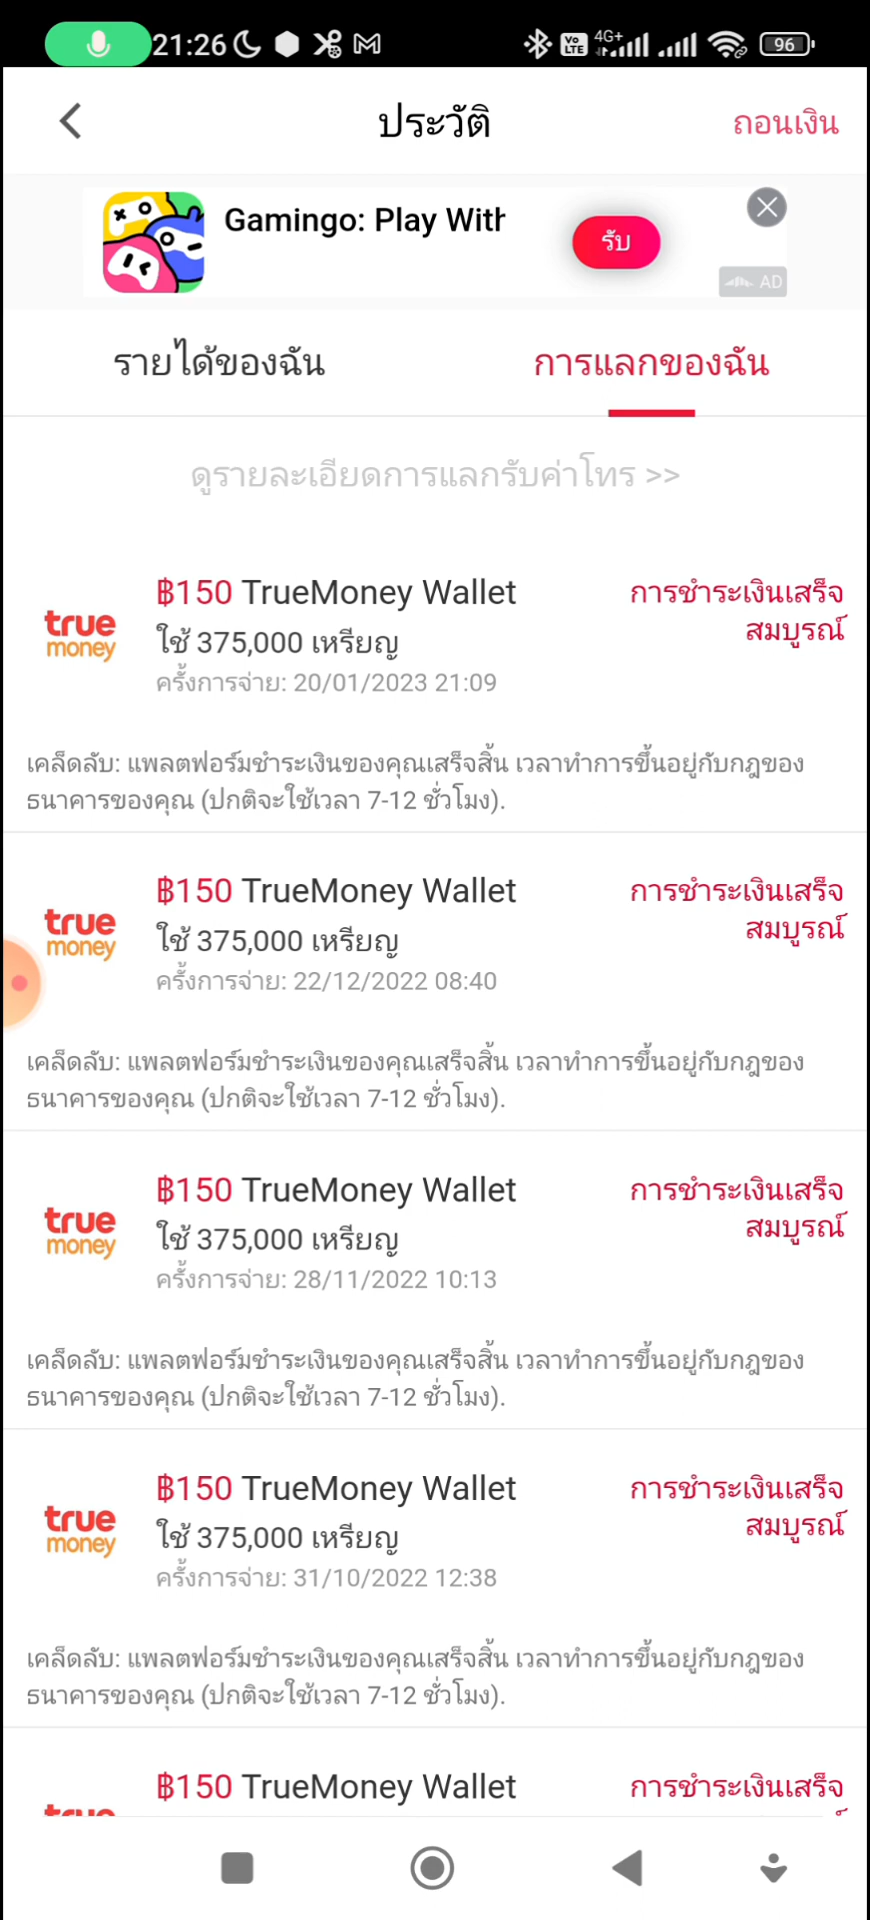 21:26
Vo LTE 4G+ 96
ประวัติ
ถอนเงิน
Gamingo: Play With
รับ
AD
รายได้ของฉัน
การแลกของฉัน
ดูรายละเอียดการแลกรับค่าโทร >>
฿150 TrueMoney Wallet
การชำระเงินเสร็จ
สมบูรณ์
true
money
ใช้ 375,000 เหรียญ
ครั้งการจ่าย: 20/01/2023 21:09
เคล็ดลับ: แพลตฟอร์มชำระเงินของคุณเสร็จสิ้น เวลาทำการขึ้นอยู่กับกฎของ
ธนาคารของคุณ (ปกติจะใช้เวลา 7-12 ชั่วโมง).
฿150 TrueMoney Wallet
การชำระเงินเสร็จ
สมบูรณ์
true
money
ใช้ 375,000 เหรียญ
ครั้งการจ่าย: 22/12/2022 08:40
เคล็ดลับ: แพลตฟอร์มชำระเงินของคุณเสร็จสิ้น เวลาทำการขึ้นอยู่กับกฎของ
ธนาคารของคุณ (ปกติจะใช้เวลา 7-12 ชั่วโมง).
฿150 TrueMoney Wallet
การชำระเงินเสร็จ
สมบูรณ์
true
money
ใช้ 375,000 เหรียญ
ครั้งการจ่าย: 28/11/2022 10:13
เคล็ดลับ: แพลตฟอร์มชำระเงินของคุณเสร็จสิ้น เวลาทำการขึ้นอยู่กับกฎของ
ธนาคารของคุณ (ปกติจะใช้เวลา 7-12 ชั่วโมง).
฿150 TrueMoney Wallet
การชำระเงินเสร็จ
สมบูรณ์
true
money
ใช้ 375,000 เหรียญ
ครั้งการจ่าย: 31/10/2022 12:38
เคล็ดลับ: แพลตฟอร์มชำระเงินของคุณเสร็จสิ้น เวลาทำการขึ้นอยู่กับกฎของ
ธนาคารของคุณ (ปกติจะใช้เวลา 7-12 ชั่วโมง).
฿150 TrueMoney Wallet
การชำระเงินเสร็จ